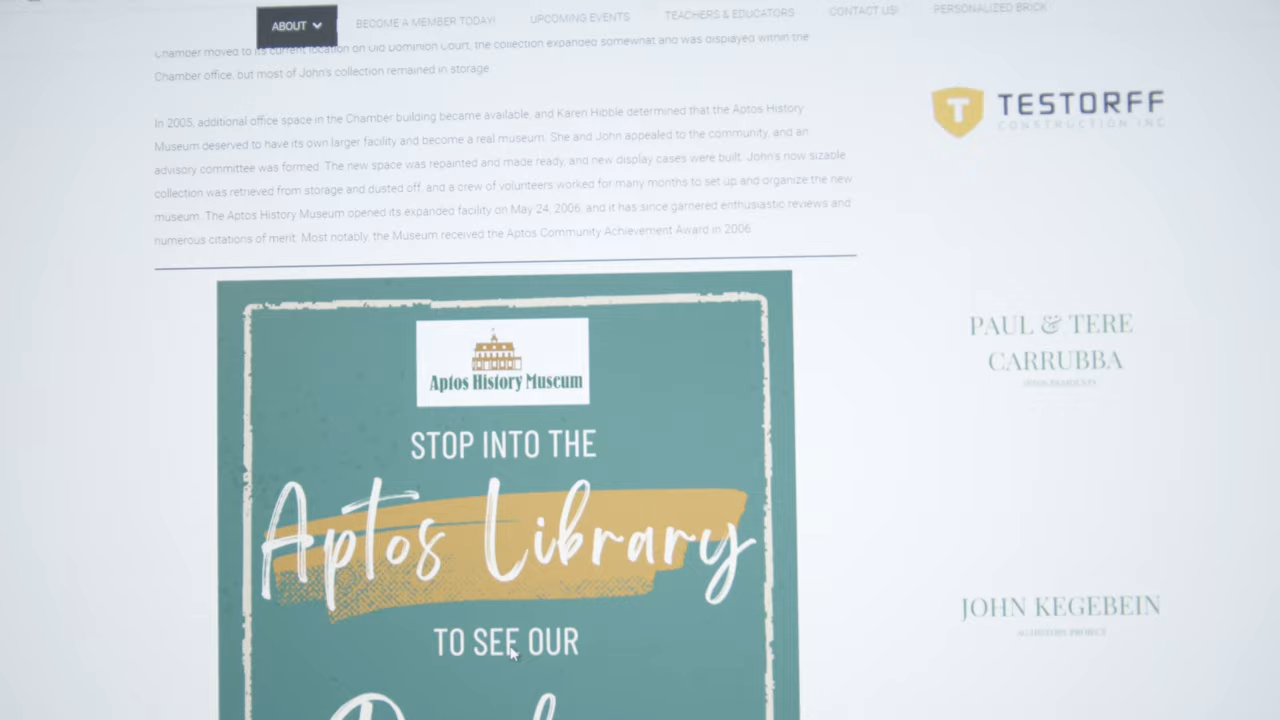 ABOUT
BECOME A MEMBER TODAY!
UPCOMING EVENTS
TEACHERS & EDUCATORS
CONTACT US!
PERSONALIZED BRICK
Chamber moved to its current location on Old Dominion Court, the collection expanded somewhat and was displayed within the
Chamber office, but most of John's collection remained in storage.
In 2005, additional office space in the Chamber building became available, and Karen Hibble determined that the Aptos History
Museum deserved to have its own larger facility and become a real museum. She and John appealed to the community, and an
advisory committee was formed. The new space was repainted and made ready, and new display cases were built. John's now sizable
collection was retrieved from storage and dusted off, and a crew of volunteers worked for many months to set up and organize the new
museum. The Aptos History Museum opened its expanded facility on May 24, 2006, and it has since garnered enthusiastic reviews and
numerous citations of merit. Most notably, the Museum received the Aptos Community Achievement Award in 2006.
Aptos History Museum
STOP INTO THE
Aptos Library
TO SEE OUR
T TESTORFF
CONSTRUCTION INC
PAUL & TERE
CARRUBBA
JOHN KEGEBEIN
AG HISTORY PROJECT